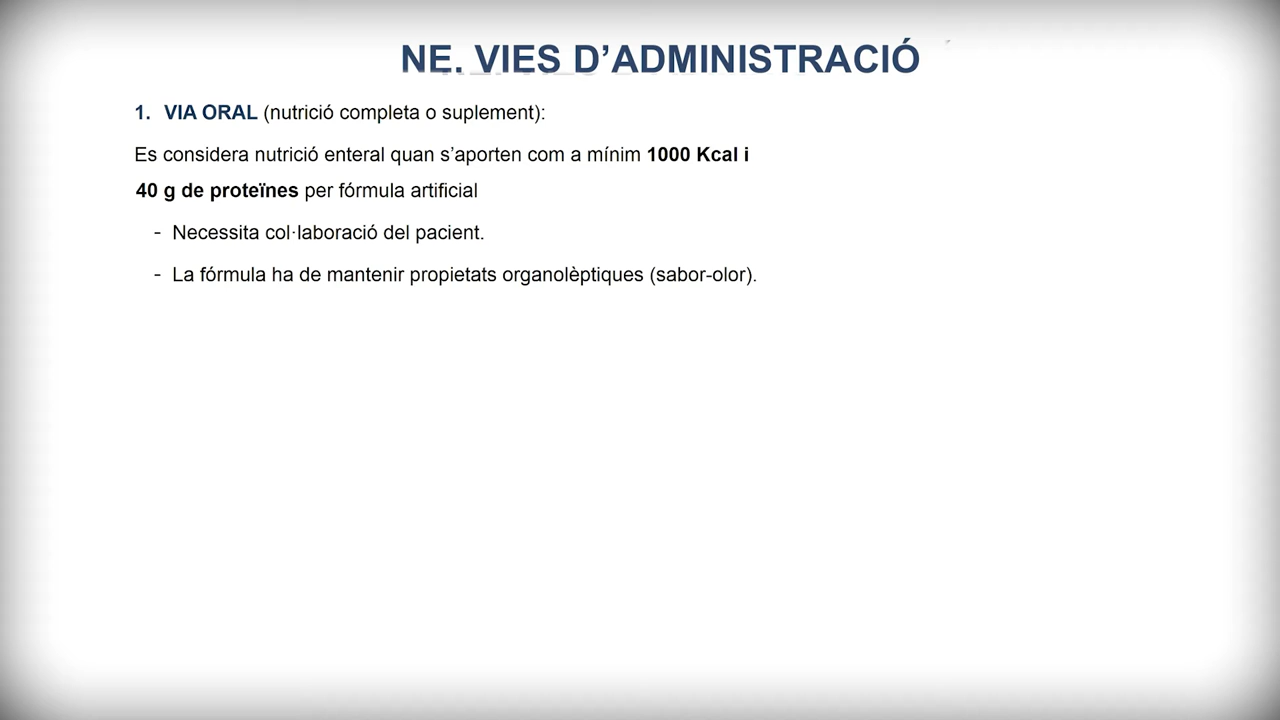 NE. VIES D’ADMINISTRACIÓ
1. VIA ORAL (nutrició completa o suplement):
Es considera nutrició enteral quan s’aporten com a mínim 1000 Kcal i
40 g de proteïnes per fórmula artificial
- Necessita col·laboració del pacient.
- La fórmula ha de mantenir propietats organolèptiques (sabor-olor).